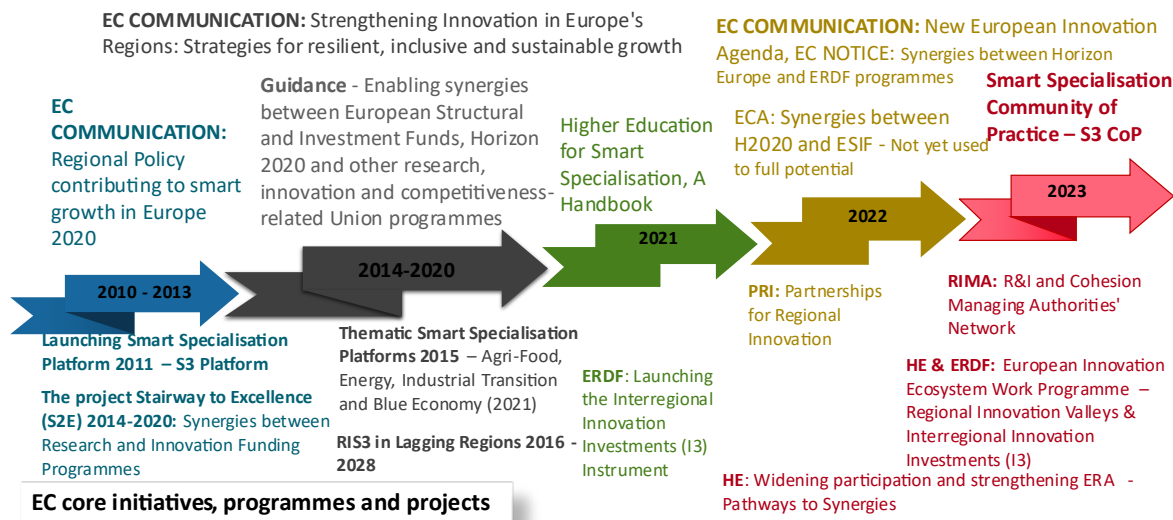 EC COMMUNICATION: Strengthening Innovation in Europe's
Regions: Strategies for resilient, inclusive and sustainable growth
EC COMMUNICATION: New European Innovation
Agenda, EC NOTICE: Synergies between Horizon
Europe and ERDF programmes
EC
COMMUNICATION:
Regional Policy
contributing to smart
growth in Europe
2020
Guidance - Enabling synergies
between European Structural
and Investment Funds, Horizon
2020 and other research,
innovation and competitiveness-
related Union programmes
Higher Education
for Smart
Specialisation, A
Handbook
ECA: Synergies between
H2020 and ESIF - Not yet used
to full potential
Smart Specialisation
Community of
Practice – S3 CoP
2010 - 2013
2014-2020
2021
2022
2023
Launching Smart Specialisation
Platform 2011 – S3 Platform
The project Stairway to Excellence
(S2E) 2014-2020: Synergies between
Research and Innovation Funding
Programmes
Thematic Smart Specialisation
Platforms 2015 – Agri-Food,
Energy, Industrial Transition
and Blue Economy (2021)
RIS3 in Lagging Regions 2016 -
2028
ERDF: Launching
the Interregional
Innovation
Investments (I3)
Instrument
PRI: Partnerships
for Regional
Innovation
RIMA: R&I and Cohesion
Managing Authorities'
Network
HE & ERDF: European Innovation
Ecosystem Work Programme –
Regional Innovation Valleys &
Interregional Innovation
Investments (I3)
HE: Widening participation and strengthening ERA -
Pathways to Synergies
EC core initiatives, programmes and projects